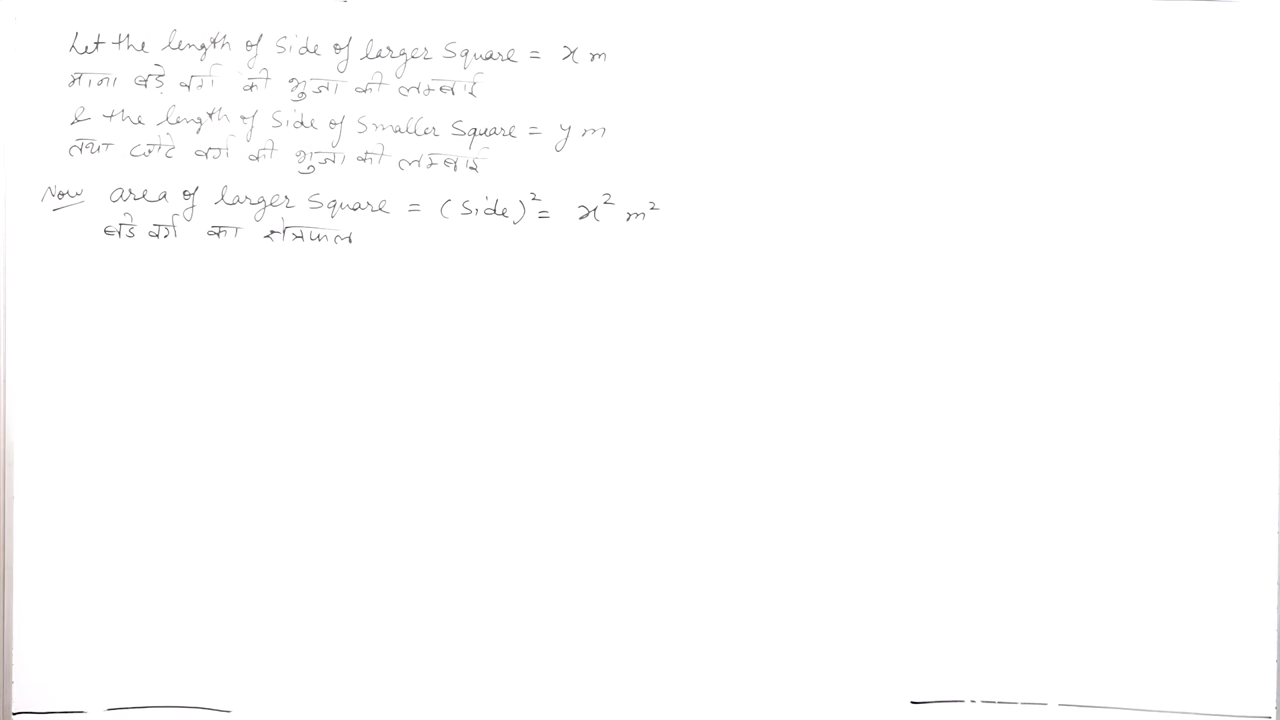 Let the length of side of larger square = x m
माना बड़े वर्ग की भुजा की लम्बाई
& the length of side of smaller square = y m
तथा छोटे वर्ग की भुजा की लम्बाई
Now area of larger square = (side)² = x² m²
बडे वर्ग का क्षेत्रफल